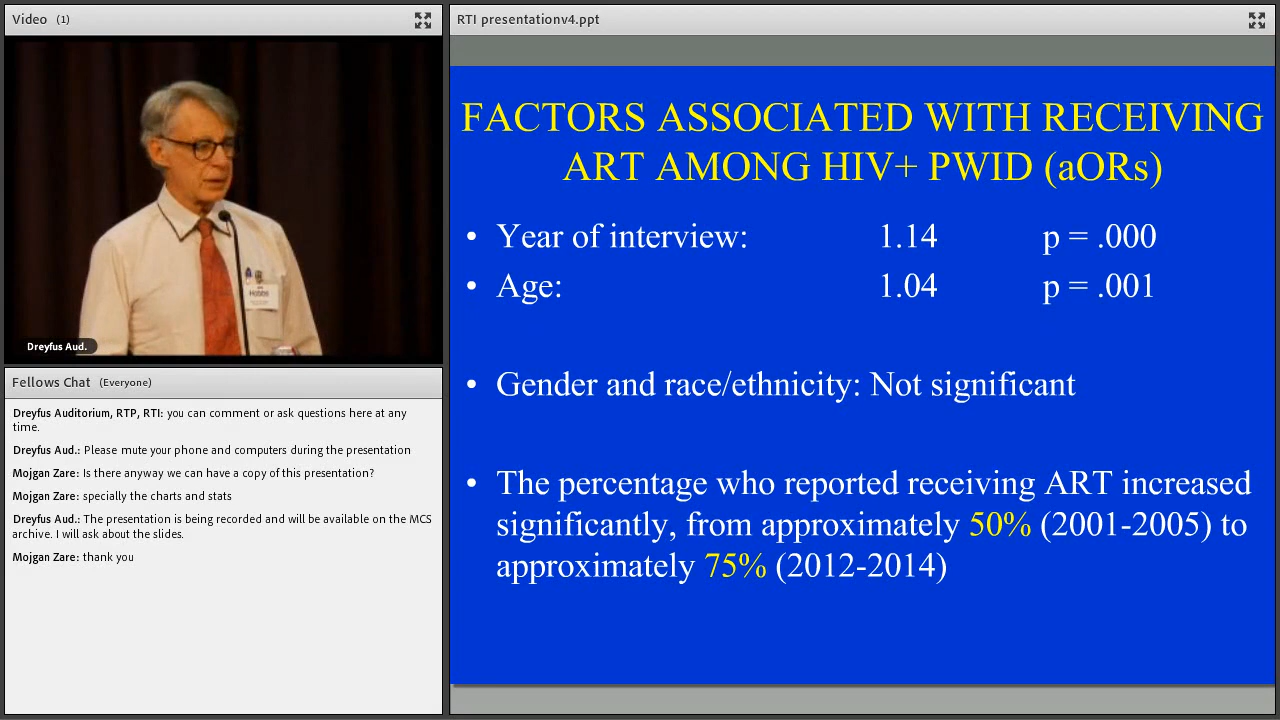 Video (1)
Dreyfus Aud.
Fellows Chat (Everyone)
Dreyfus Auditorium, RTP, RTI: you can comment or ask questions here at any
time.
Dreyfus Aud.: Please mute your phone and computers during the presentation
Mojgan Zare: Is there anyway we can have a copy of this presentation?
Mojgan Zare: specially the charts and stats
Dreyfus Aud.: The presentation is being recorded and will be available on the MCS
archive. I will ask about the slides.
Mojgan Zare: thank you
RTI presentationv4.ppt
FACTORS ASSOCIATED WITH RECEIVING
ART AMONG HIV+ PWID (aORs)
• Year of interview: 1.14 p = .000
• Age: 1.04 p = .001
• Gender and race/ethnicity: Not significant
• The percentage who reported receiving ART increased
significantly, from approximately 50% (2001-2005) to
approximately 75% (2012-2014)